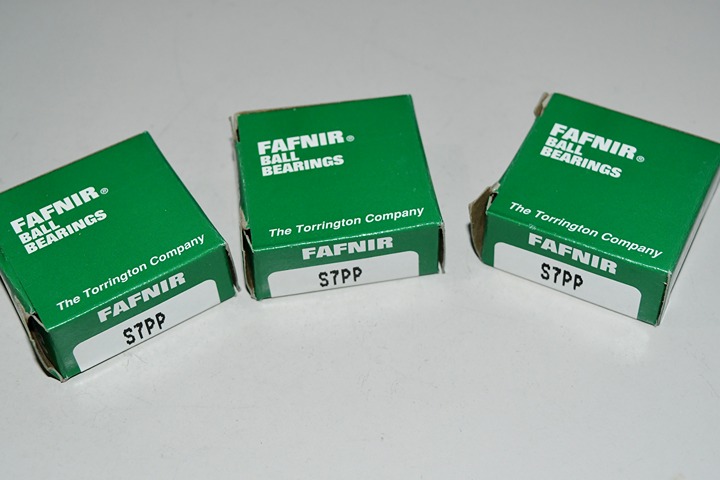 FAFNIR®
BALL
BEARINGS
The Torrington Company
FAFNIR
S7PP
FAFNIR®
BALL
BEARINGS
The Torrington Company
FAFNIR
S7PP
FAFNIR®
BALL
BEARINGS
The Torrington Company
FAFNIR
S7PP